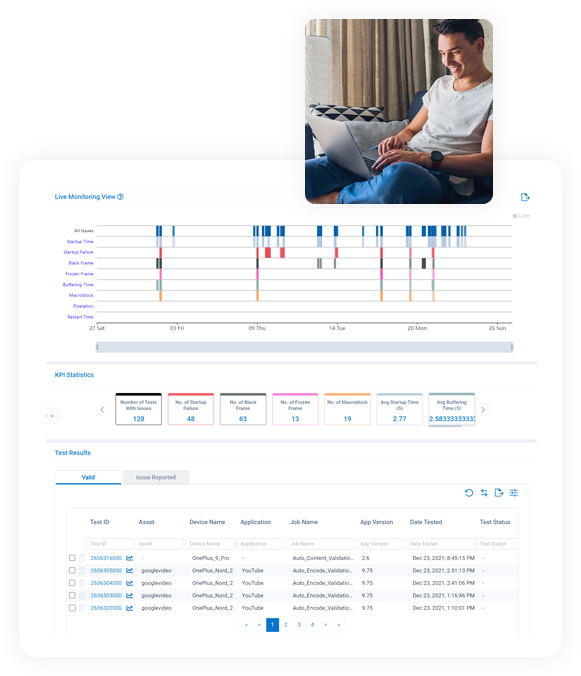 Live Monitoring View
Live
All Issues
Startup Time
Startup Failure
Black Frame
Frozen Frame
Buffering Time
Macroblock
Pixelation
Restart Time
27 Sat 03 Fri 09 Thu 14 Tue 20 Mon 26 Sun
KPI Statistics
Number of Tests With Issues
128
No. of Startup Failure
48
No. of Black Frame
63
No. of Frozen Frame
13
No. of Macroblock
19
Avg Startup Time (S)
2.77
Avg Buffering Time (S)
2.58333333333
Test Results
Valid Issue Reported
Test ID Asset Device Name Application Job Name App Version Date Tested Test Status
Test ID Asset Device Name Application Job Name App Version Date Tested Test Status
2636316000 - OnePlus_9_Pro - Auto_Content_Validatio... 2.6 Dec 23, 2021, 8:45:15 PM -
2636305000 googlevideo OnePlus_Nord_2 YouTube Auto_Encode_Validatio... 9.75 Dec 23, 2021, 2:51:13 PM -
2636304000 googlevideo OnePlus_Nord_2 YouTube Auto_Encode_Validatio... 9.75 Dec 23, 2021, 2:41:06 PM -
2636303000 googlevideo OnePlus_Nord_2 YouTube Auto_Encode_Validatio... 9.75 Dec 23, 2021, 1:16:46 PM -
2636302000 googlevideo OnePlus_Nord_2 YouTube Auto_Encode_Validatio... 9.75 Dec 23, 2021, 1:10:01 PM -
« < 1 2 3 4 > »